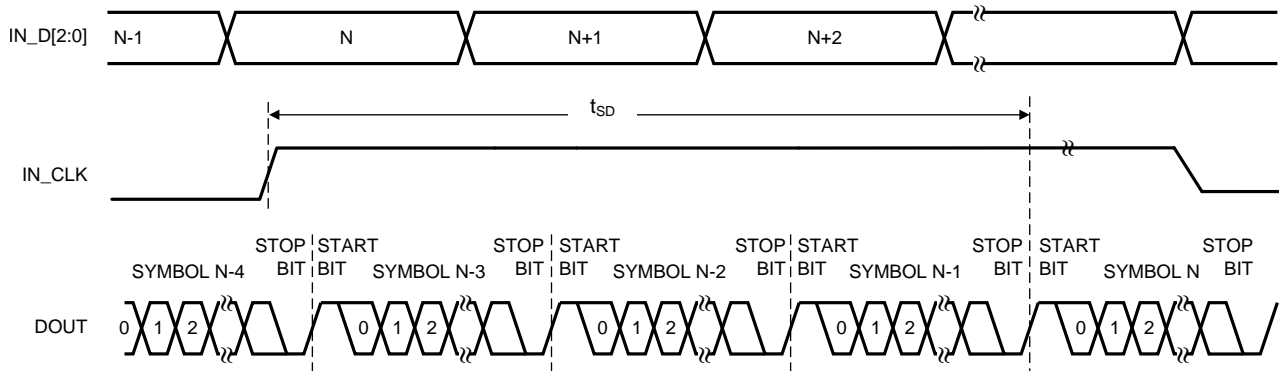 IN_D[2:0] N-1 N N+1 N+2
tSD
IN_CLK
STOP BIT START BIT STOP BIT START BIT STOP BIT START BIT STOP BIT START BIT STOP BIT
SYMBOL N-4 SYMBOL N-3 SYMBOL N-2 SYMBOL N-1 SYMBOL N
DOUT 0 1 2 0 1 2 0 1 2 0 1 2 0 1 2